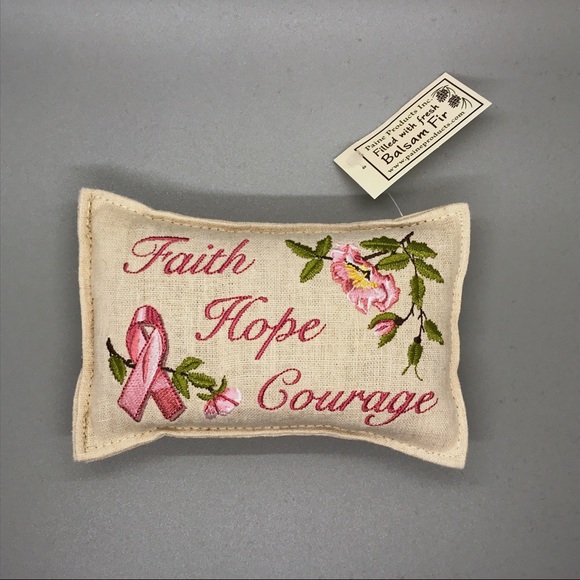 Faith
Hope
Courage
Paine Products Inc.
Filled with fresh
Balsam Fir
www.paineproducts.com